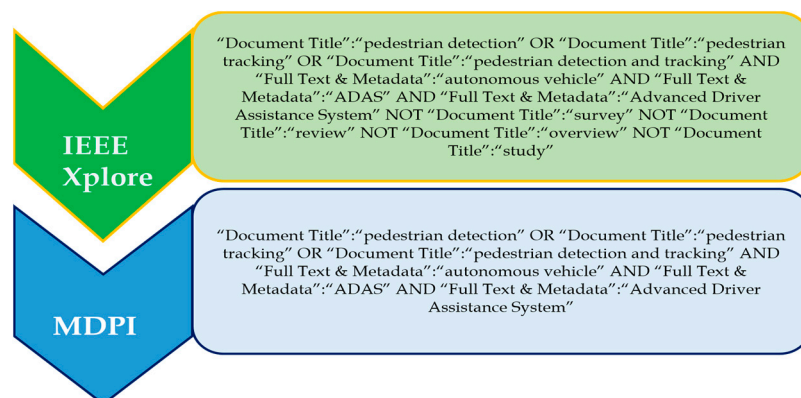 IEEE
Xplore
“Document Title”:“pedestrian detection” OR “Document Title”:“pedestrian
tracking” OR “Document Title”:“pedestrian detection and tracking” AND
“Full Text & Metadata”:“autonomous vehicle” AND “Full Text &
Metadata”:“ADAS” AND “Full Text & Metadata”:“Advanced Driver
Assistance System” NOT “Document Title”:“survey” NOT “Document
Title”:“review” NOT “Document Title”:“overview” NOT “Document
Title”:“study”
MDPI
“Document Title”:“pedestrian detection” OR “Document Title”:“pedestrian
tracking” OR “Document Title”:“pedestrian detection and tracking” AND
“Full Text & Metadata”:“autonomous vehicle” AND “Full Text &
Metadata”:“ADAS” AND “Full Text & Metadata”:“Advanced Driver
Assistance System”